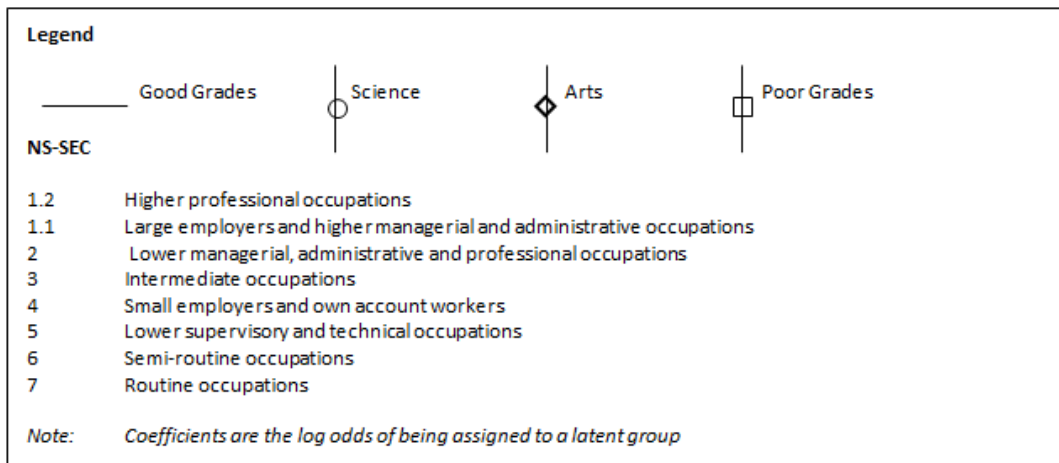 Legend
Good Grades Science Arts Poor Grades
NS-SEC
1.2 Higher professional occupations
1.1 Large employers and higher managerial and administrative occupations
2 Lower managerial, administrative and professional occupations
3 Intermediate occupations
4 Small employers and own account workers
5 Lower supervisory and technical occupations
6 Semi-routine occupations
7 Routine occupations
Note: Coefficients are the log odds of being assigned to a latent group